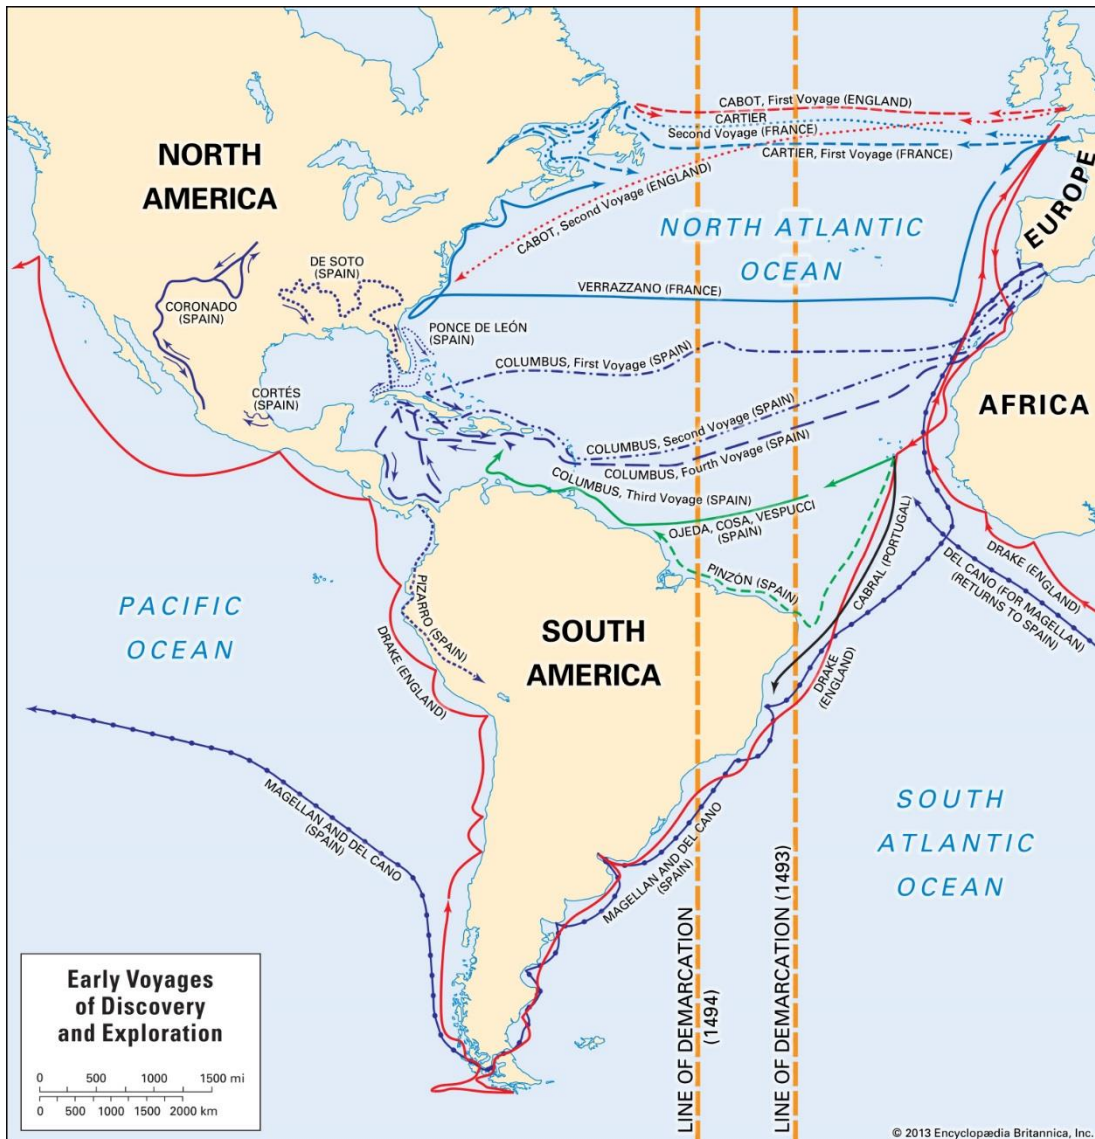 CABOT, First Voyage (ENGLAND)
CARTIER
Second Voyage (FRANCE)
CARTIER, First Voyage (FRANCE)
NORTH
AMERICA
EUROPE
CABOT, Second Voyage (ENGLAND)
NORTH ATLANTIC
OCEAN
DE SOTO
(SPAIN)
CORONADO
(SPAIN)
VERRAZZANO (FRANCE)
PONCE DE LEÓN
(SPAIN)
COLUMBUS, First Voyage (SPAIN)
CORTÉS
(SPAIN)
AFRICA
COLUMBUS, Second Voyage (SPAIN)
COLUMBUS, Fourth Voyage (SPAIN)
COLUMBUS, Third Voyage (SPAIN)
OJEDA, COSA, VESPUCCI
(SPAIN)
CABRAL (PORTUGAL)
DRAKE (ENGLAND)
DEL CANO (FOR MAGELLAN)
(RETURNS TO SPAIN)
PINZÓN (SPAIN)
PIZARRO (SPAIN)
PACIFIC
OCEAN
SOUTH
AMERICA
DRAKE (ENGLAND)
DRAKE
(ENGLAND)
MAGELLAN AND DEL CANO
(SPAIN)
MAGELLAN AND DEL CANO
(SPAIN)
SOUTH
ATLANTIC
OCEAN
LINE OF DEMARCATION
(1494)
LINE OF DEMARCATION (1493)
Early Voyages
of Discovery
and Exploration
0 500 1000 1500 mi
0 500 1000 1500 2000 km
© 2013 Encyclopædia Britannica, Inc.